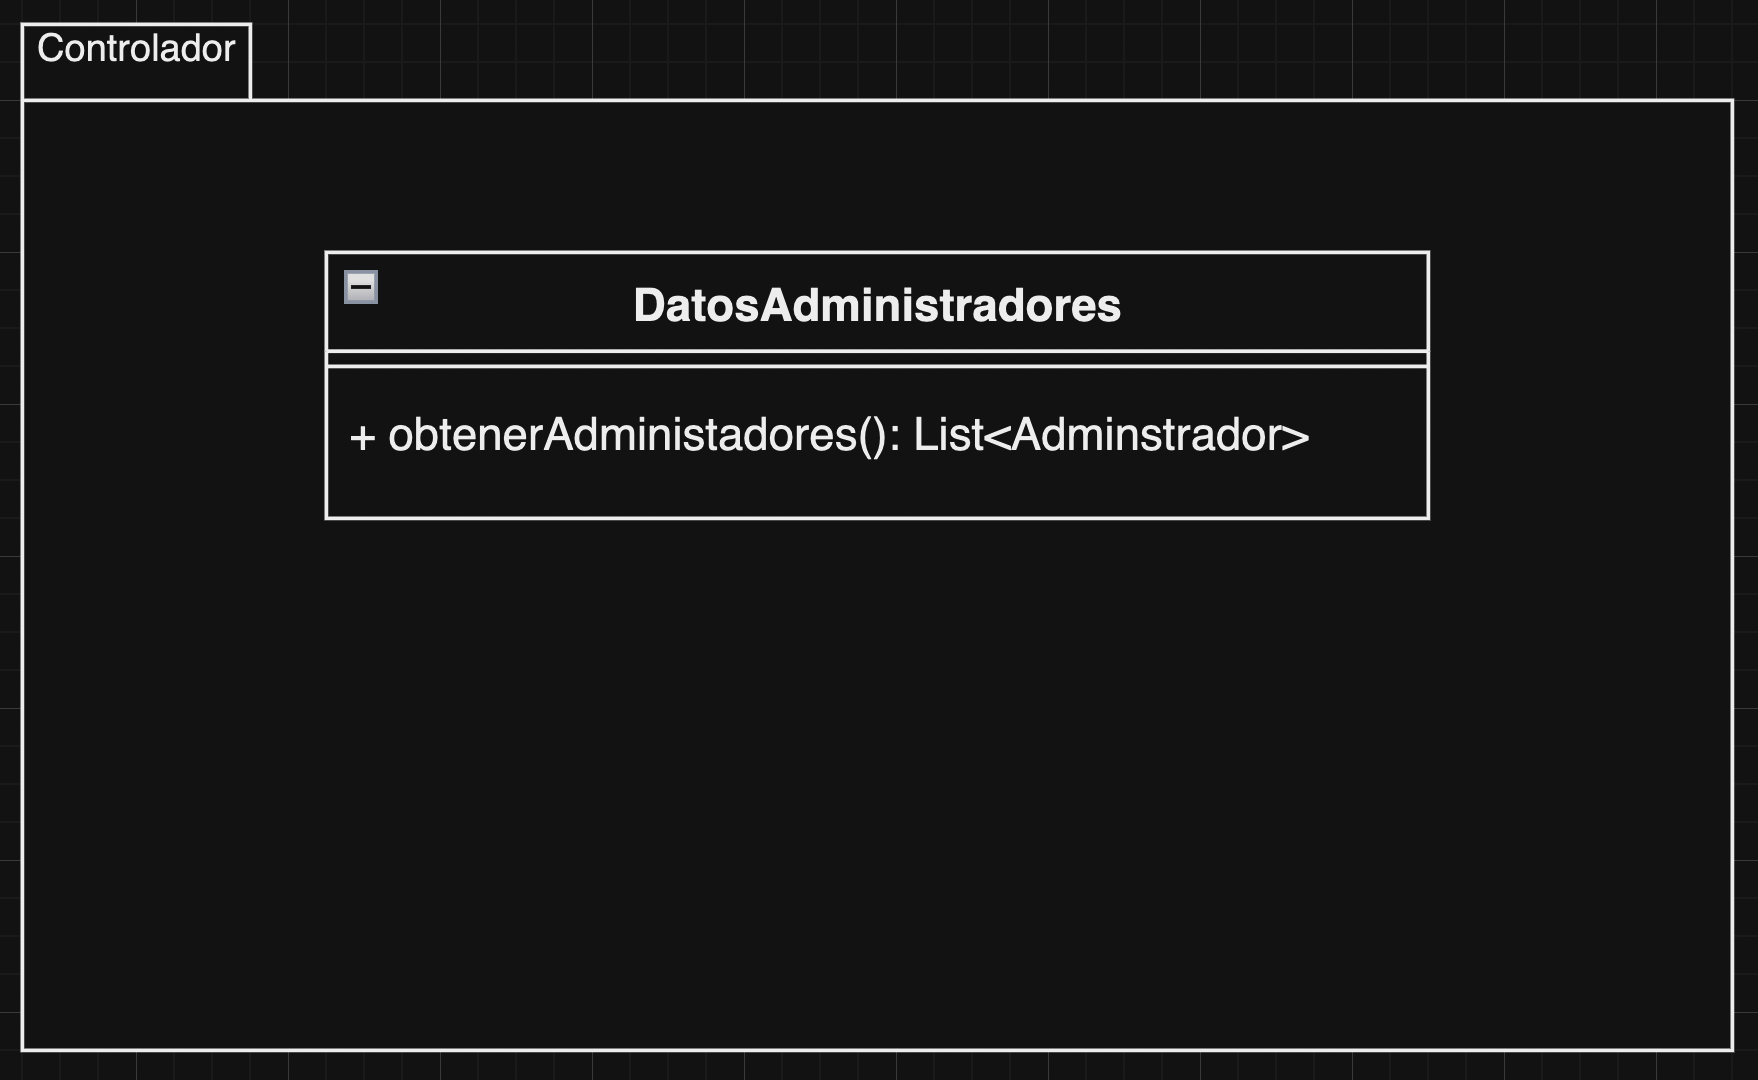 Controlador
DatosAdministradores
+ obtenerAdministadores(): List<Adminstrador>